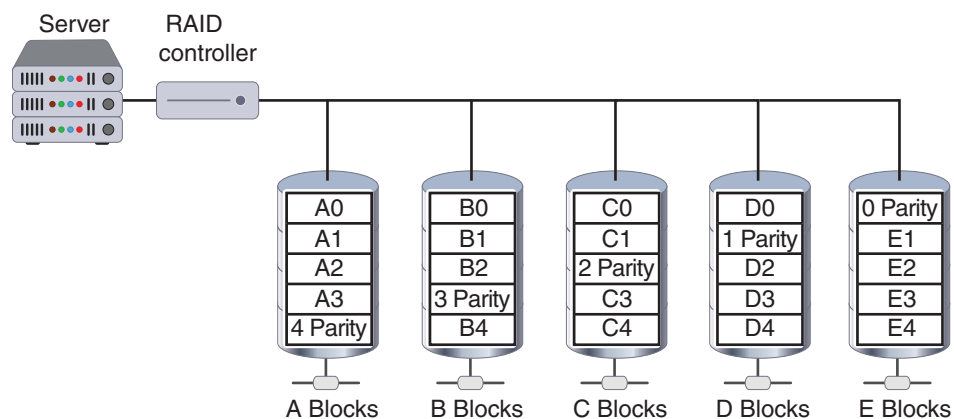 Server
RAID
controller
A0
A1
A2
A3
4 Parity
B0
B1
B2
3 Parity
B4
C0
C1
2 Parity
C3
C4
D0
1 Parity
D2
D3
D4
0 Parity
E1
E2
E3
E4
A Blocks
B Blocks
C Blocks
D Blocks
E Blocks